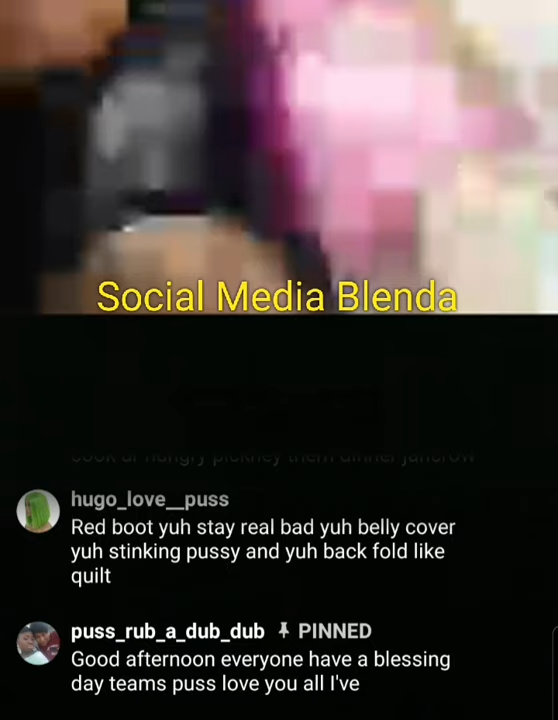 Social Media Blenda
hugo_love__puss
Red boot yuh stay real bad yuh belly cover
yuh stinking pussy and yuh back fold like
quilt
puss_rub_a_dub_dub PINNED
Good afternoon everyone have a blessing
day teams puss love you all I've